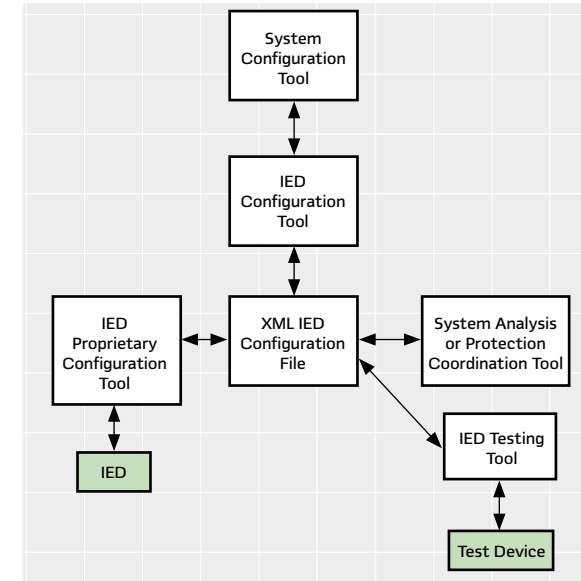 System
Configuration
Tool
IED
Configuration
Tool
IED
Proprietary
Configuration
Tool
XML IED
Configuration
File
System Analysis
or Protection
Coordination Tool
IED Testing
Tool
IED
Test Device